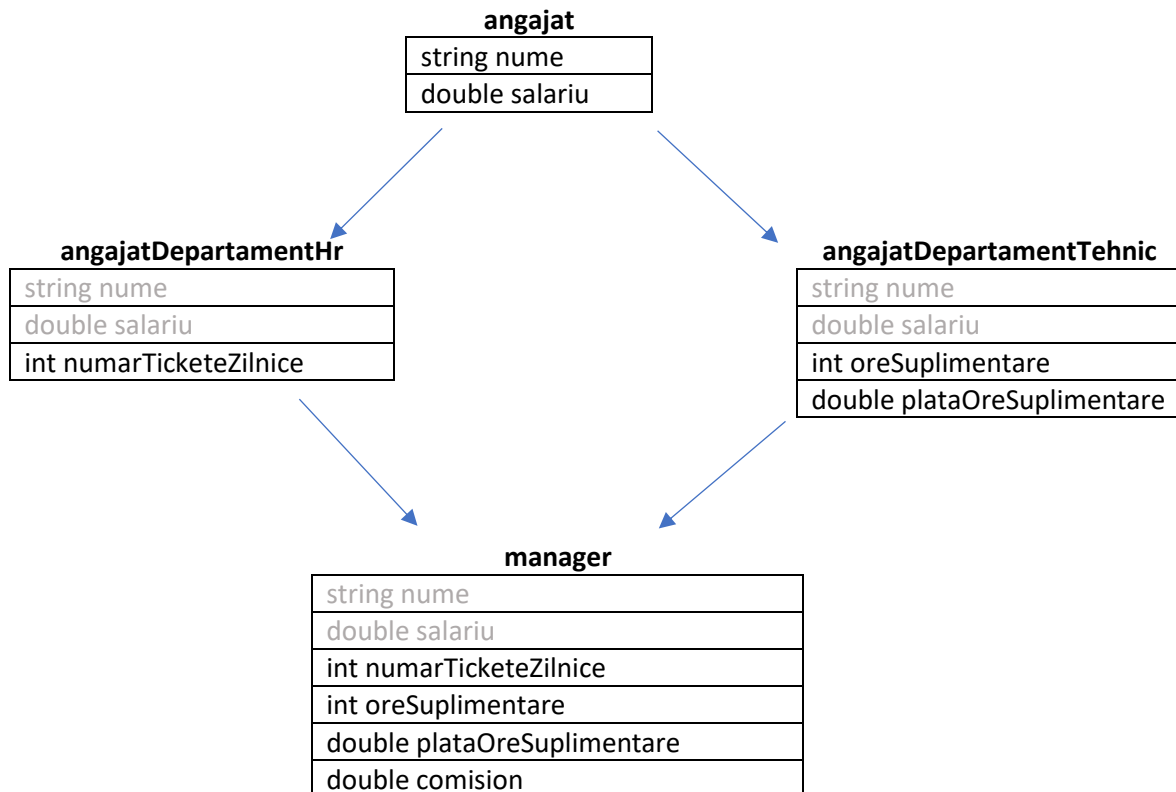 angajat
string nume
double salariu
angajatDepartamentHr
string nume
double salariu
int numarTicketeZilnice
angajatDepartamentTehnic
string nume
double salariu
int oreSuplimentare
double plataOreSuplimentare
manager
string nume
double salariu
int numarTicketeZilnice
int oreSuplimentare
double plataOreSuplimentare
double comision